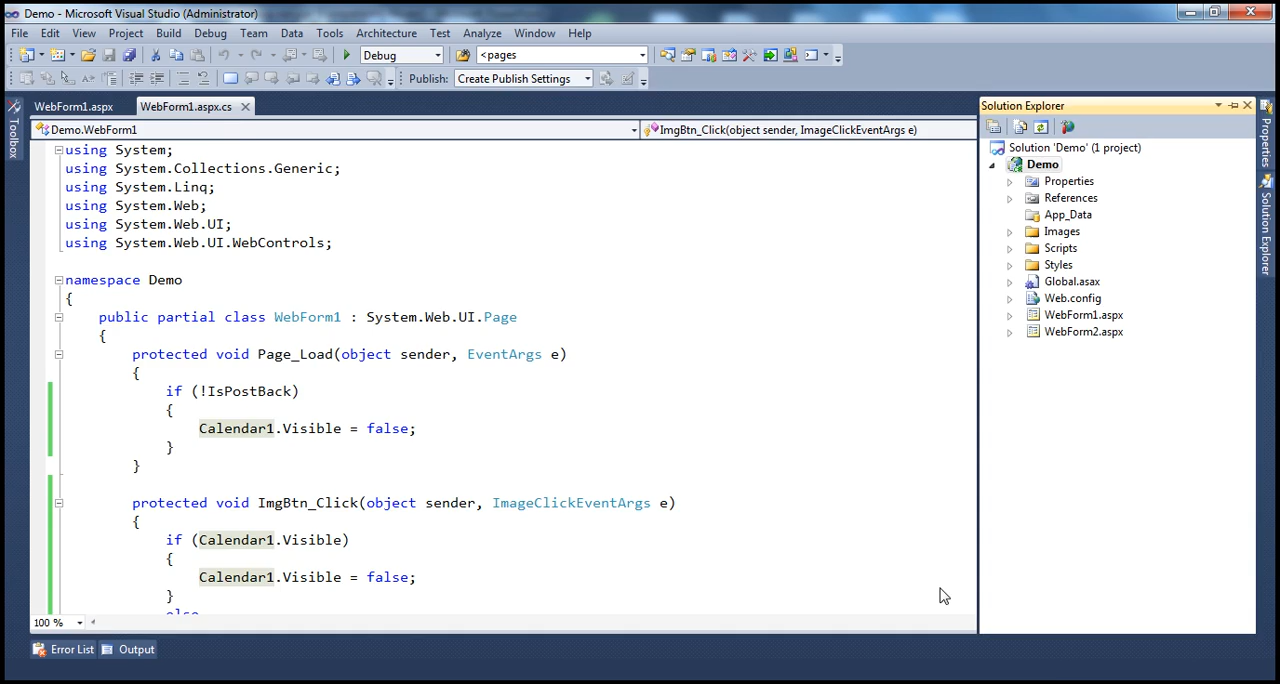 Demo - Microsoft Visual Studio (Administrator)
File Edit View Project Build Debug Team Data Tools Architecture Test Analyze Window Help
Debug <pages
Publish: Create Publish Settings
WebForm1.aspx WebForm1.aspx.cs
Demo.WebForm1 ImgBtn_Click(object sender, ImageClickEventArgs e)
Toolbox
using System;
using System.Collections.Generic;
using System.Linq;
using System.Web;
using System.Web.UI;
using System.Web.UI.WebControls;
namespace Demo
{
public partial class WebForm1 : System.Web.UI.Page
{
protected void Page_Load(object sender, EventArgs e)
{
if (!IsPostBack)
{
Calendar1.Visible = false;
}
}
protected void ImgBtn_Click(object sender, ImageClickEventArgs e)
{
if (Calendar1.Visible)
{
Calendar1.Visible = false;
}
else
100 %
Error List Output
Solution Explorer
Solution 'Demo' (1 project)
Demo
Properties
References
App_Data
Images
Scripts
Styles
Global.asax
Web.config
WebForm1.aspx
WebForm2.aspx
Properties
Solution Explorer